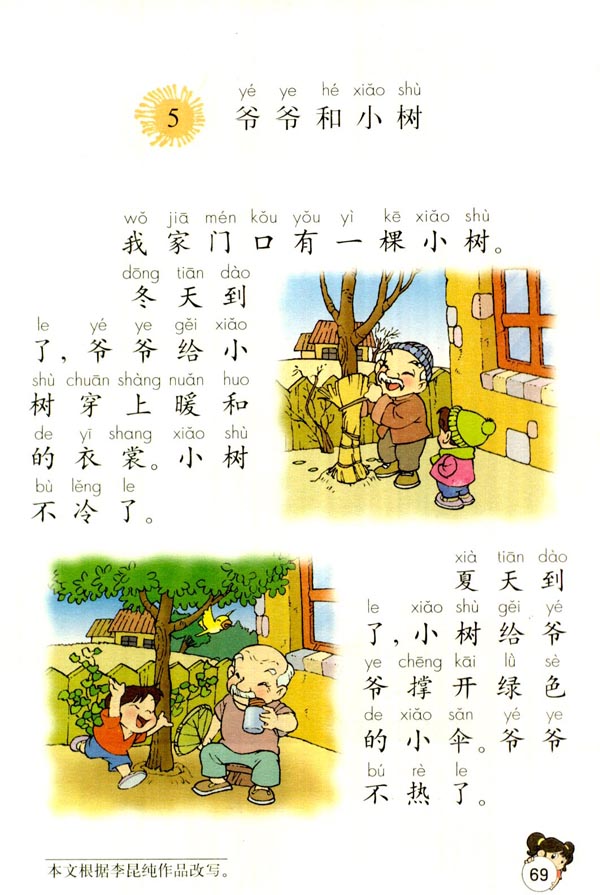 5
yé ye hé xiǎo shù
爷爷和小树
wǒ jiā mén kǒu yǒu yì kē xiǎo shù
我家门口有一棵小树。
dōng tiān dào
冬天到
le yé ye gěi xiǎo
了，爷爷给小
shù chuān shàng nuǎn huo
树穿上暖和
de yī shang xiǎo shù
的衣裳。小树
bù lěng le
不冷了。
xià tiān dào
夏天到
le xiǎo shù gěi yé
了，小树给爷
ye chēng kāi lǜ sè
爷撑开绿色
de xiǎo sǎn yé ye
的小伞。爷爷
bú rè le
不热了。
本文根据李昆纯作品改写。
69